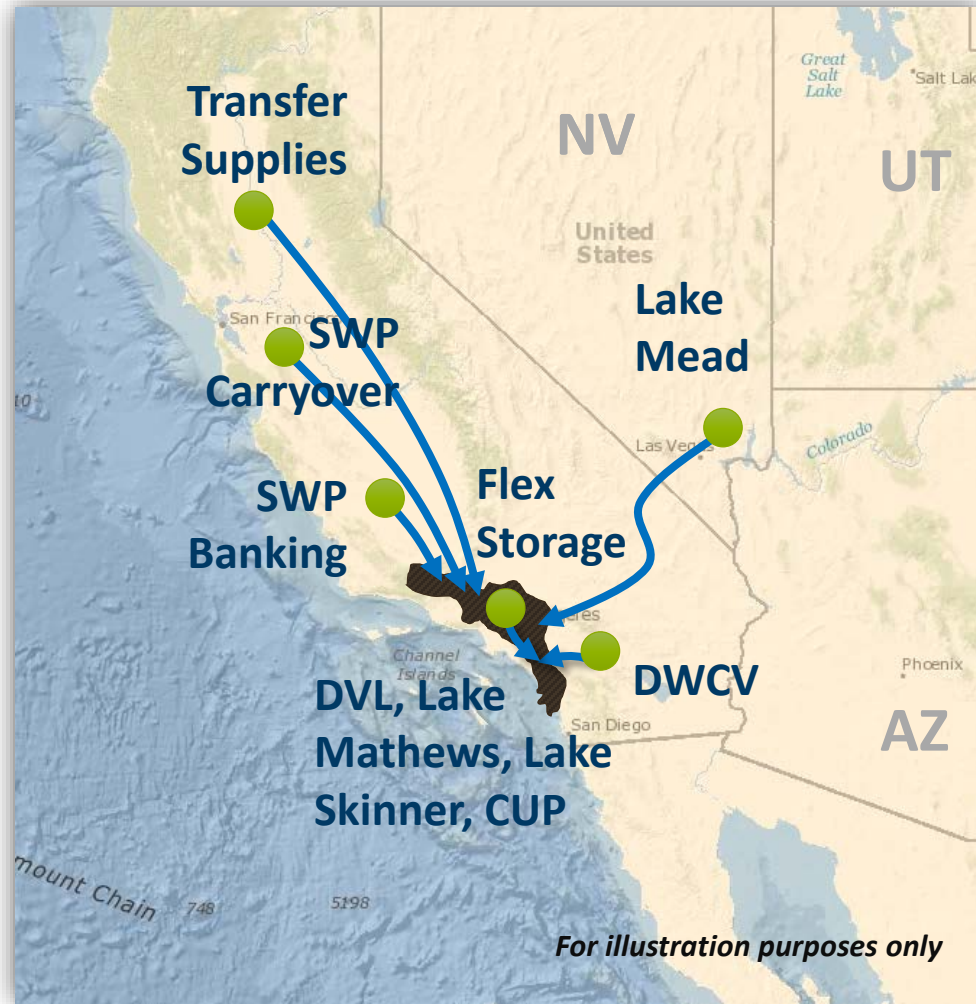 Great
Salt
Lake
Salt Lak
Transfer
Supplies
NV
UT
United
States
Lake
Mead
San Francisc
SWP
Carryover
10
Las Vegas
Colorado
Flex
Storage
SWP
Banking
Channel
Islands
DWCV
Phoenix
DVL, Lake
Mathews, Lake
Skinner, CUP
San Diego
AZ
mount Chain
748
5198
For illustration purposes only